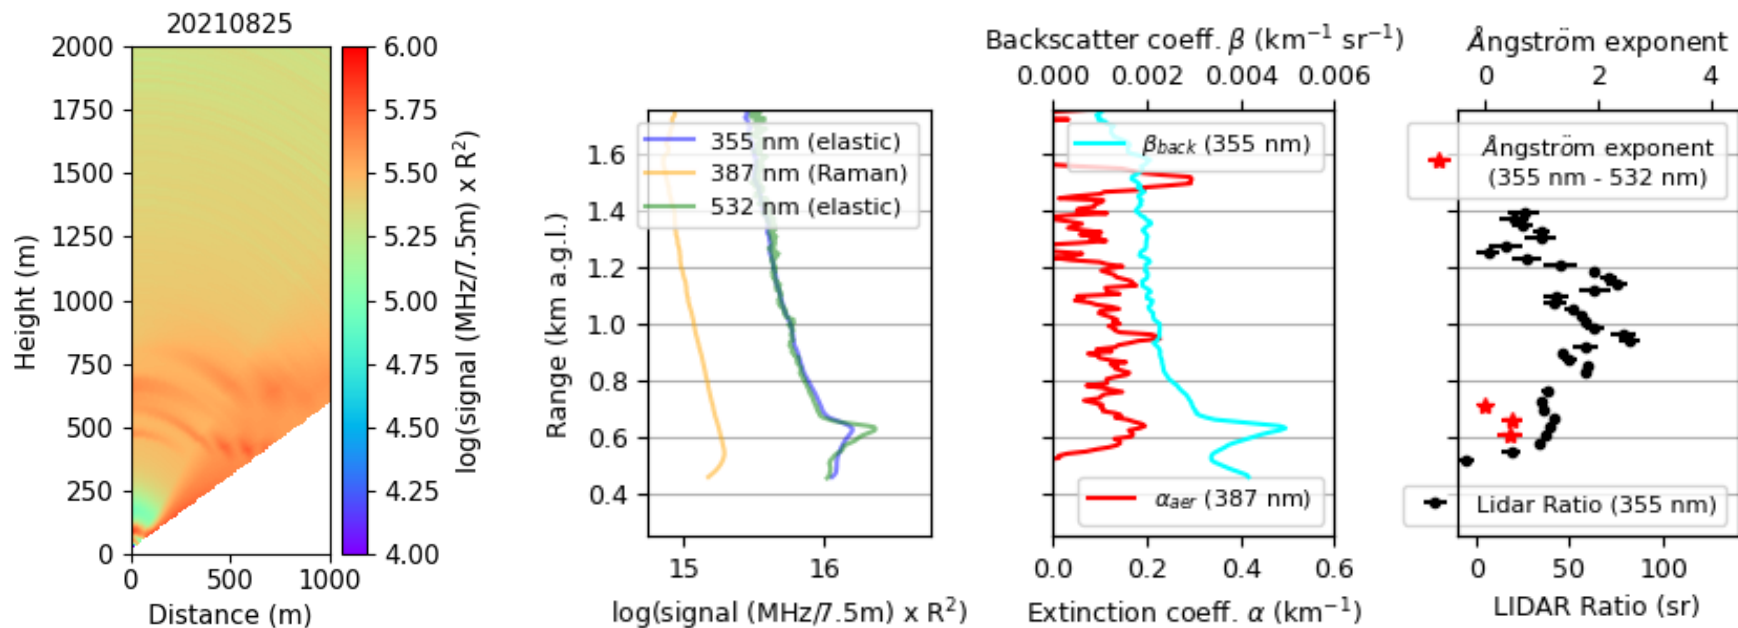 20210825
2000
1750
1500
1250
1000
750
500
250
0
Height (m)
0
500
1000
Distance (m)
6.00
5.75
5.50
5.25
5.00
4.75
4.50
4.25
4.00
log(signal (MHz/7.5m) x R²)
355 nm (elastic)
387 nm (Raman)
532 nm (elastic)
1.6
1.4
1.2
1.0
0.8
0.6
0.4
Range (km a.g.l.)
15
16
log(signal (MHz/7.5m) x R²)
Backscatter coeff. β (km⁻¹ sr⁻¹)
0.000
0.002
0.004
0.006
β_back (355 nm)
α_aer (387 nm)
0.0
0.2
0.4
0.6
Extinction coeff. α (km⁻¹)
Ångström exponent
0
2
4
Ångström exponent
(355 nm - 532 nm)
Lidar Ratio (355 nm)
0
50
100
LIDAR Ratio (sr)